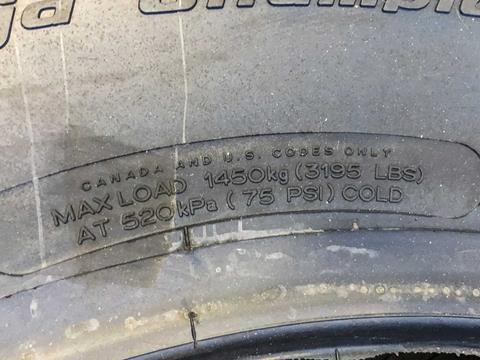 CANADA AND U.S. CODES ONLY
MAX LOAD 1450kg (3195 LBS)
AT 520kPa (75 PSI) COLD